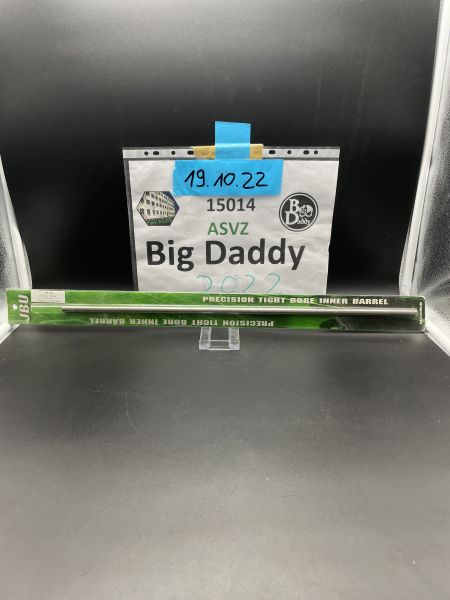 19.10.22
15014
ASVZ
Big Daddy
2022
B
Daddy
JBU
PRECISION TIGHT BORE INNER BARREL
PRECISION TIGHT BORE INNER BARREL